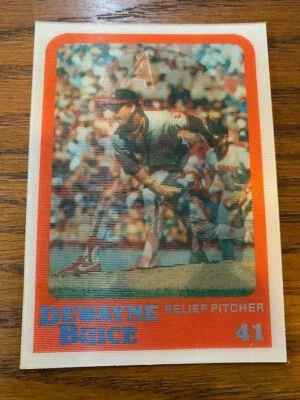 DEWAYNE
BUICE
RELIEF PITCHER
41